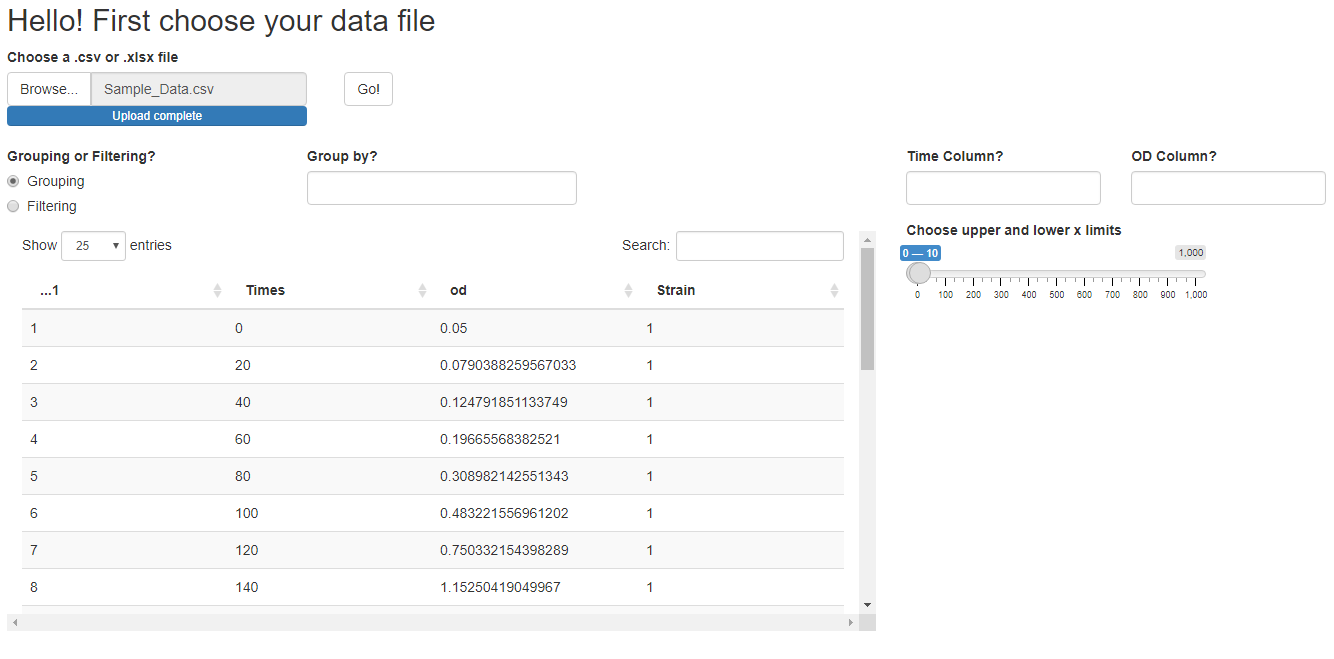 Hello! First choose your data file
Choose a .csv or .xlsx file
Browse... Sample_Data.csv Go!
Upload complete
Grouping or Filtering? Group by? Time Column? OD Column?
Grouping
Filtering
Choose upper and lower x limits
Show 25 entries Search:
0 — 10 1,000
0 100 200 300 400 500 600 700 800 900 1,000
...1 Times od Strain
1 0 0.05 1
2 20 0.0790388259567033 1
3 40 0.124791851133749 1
4 60 0.19665568382521 1
5 80 0.308982142551343 1
6 100 0.483221556961202 1
7 120 0.750332154398289 1
8 140 1.15250419049967 1